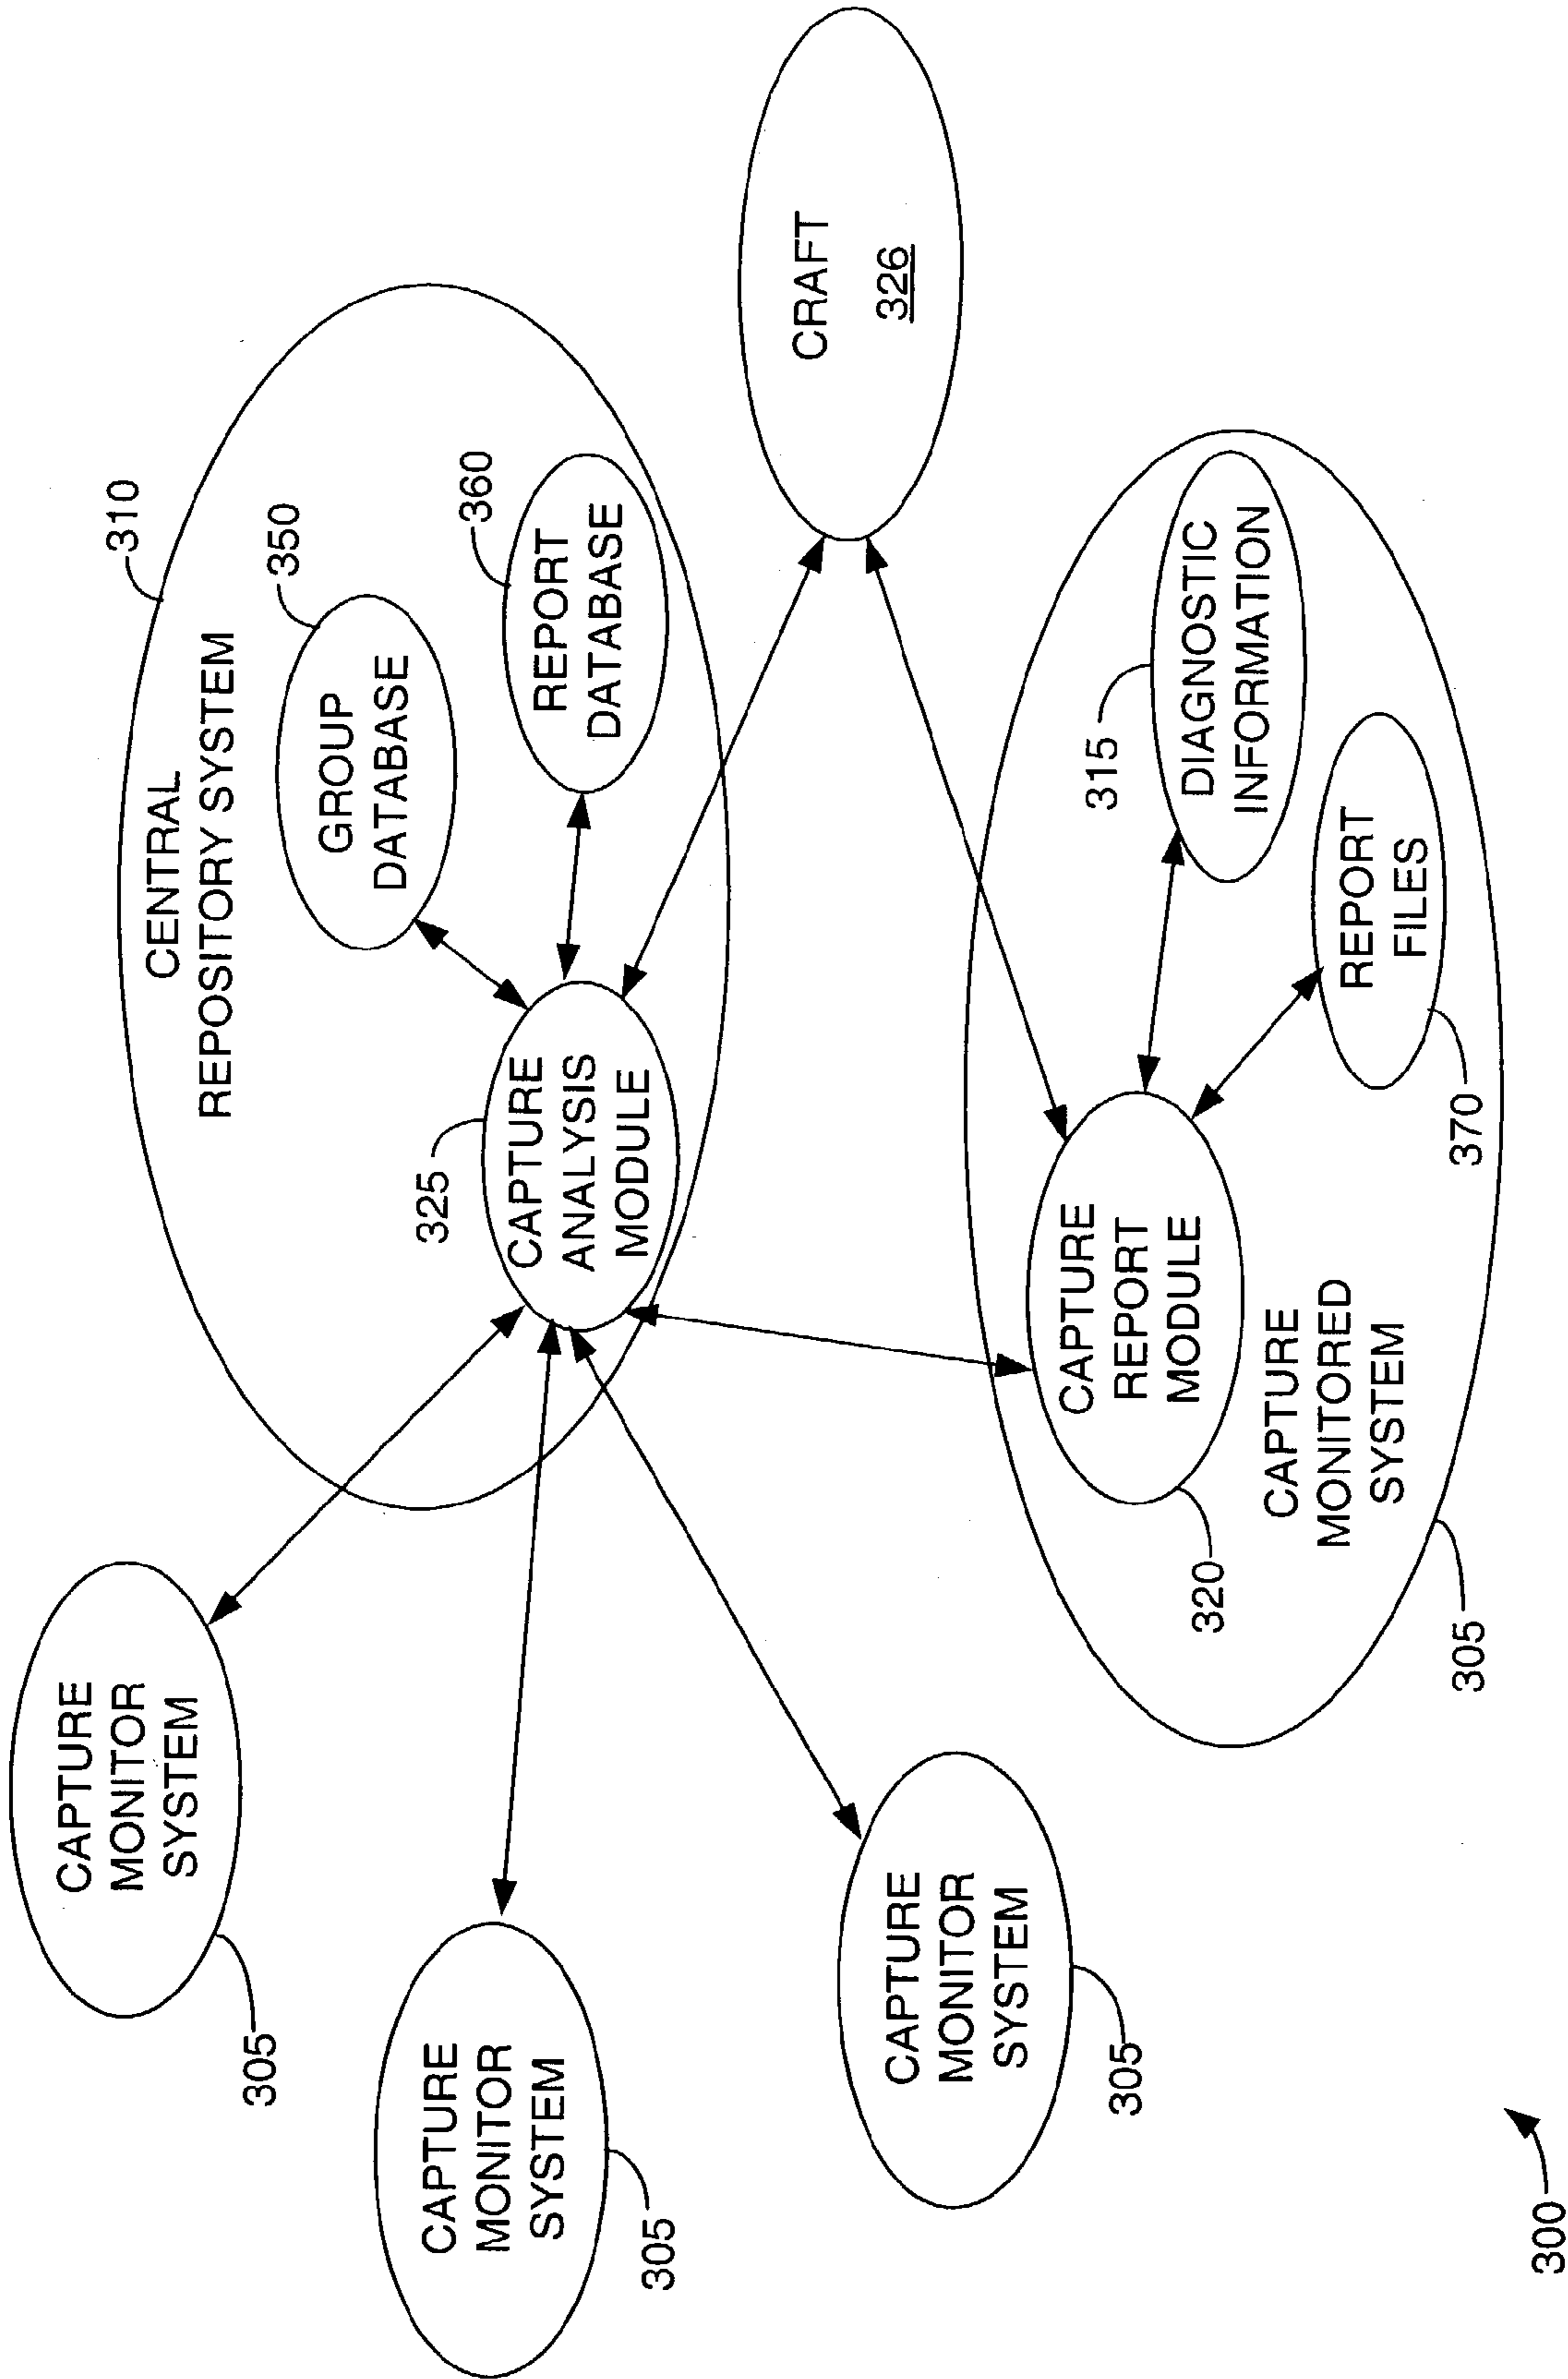 CENTRAL
REPOSITORY SYSTEM
310
GROUP
DATABASE
350
REPORT
DATABASE
360
CAPTURE
ANALYSIS
MODULE
325
CRAFT
326
CAPTURE
MONITOR
SYSTEM
305
CAPTURE
MONITOR
SYSTEM
305
CAPTURE
MONITOR
SYSTEM
305
CAPTURE
REPORT
MODULE
320
DIAGNOSTIC
INFORMATION
315
REPORT
FILES
370
CAPTURE
MONITORED
SYSTEM
305
300